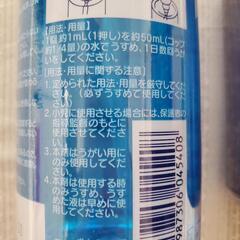 【用法・用量】
1回 約1mL(1押し)を約50mL(コップ
約1/4量)の水でうすめ、1日数回うが
いをしてください。
【用法・用量に関する注意】
1. 定められた用法・用量を厳守してくだ
さい。(必ずうすめて使用してくださ
い。)
2. 小児に使用させる場合には、保護者の
指導監督のもとに使用させてください。
3. 本剤はうがい用に
のみ使用してくだ
さい。
4. 本剤は使用する時
のみうすめ、うすめ
た液は早めに使用
してください。
987306 045408